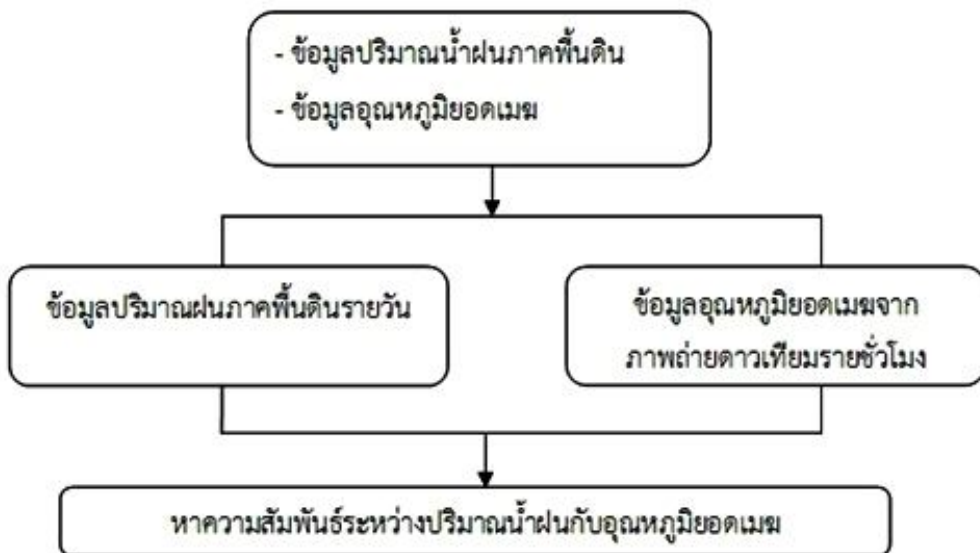 - ข้อมูลปริมาณน้ำฝนภาคพื้นดิน
- ข้อมูลอุณหภูมิยอดเมฆ
ข้อมูลปริมาณฝนภาคพื้นดินรายวัน
ข้อมูลอุณหภูมิยอดเมฆจาก
ภาพถ่ายดาวเทียมรายชั่วโมง
หาความสัมพันธ์ระหว่างปริมาณน้ำฝนกับอุณหภูมิยอดเมฆ